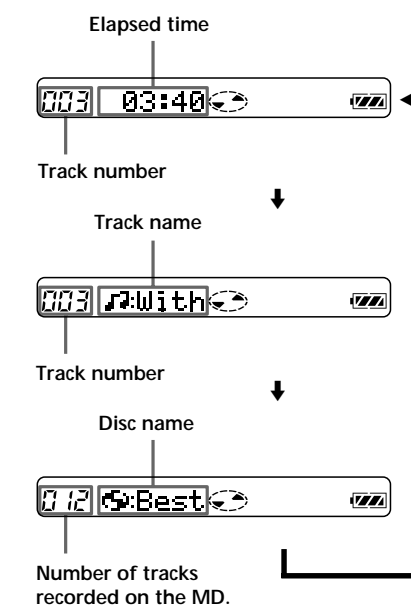 Elapsed time
003 03:40
Track number
Track name
003 :With
Track number
Disc name
012 :Best
Number of tracks
recorded on the MD.